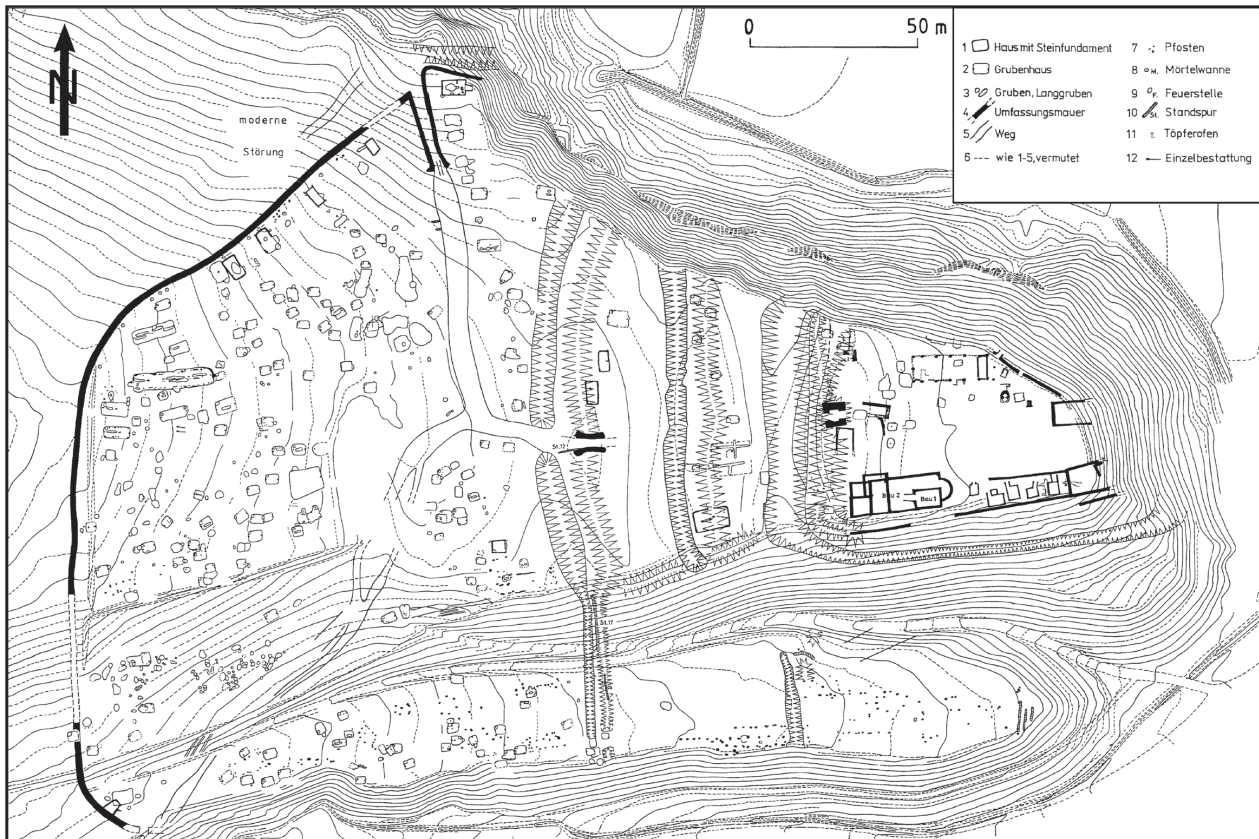 N
moderne
Störung
0 50 m
1 Haus mit Steinfundament
2 Grubenhaus
3 Gruben, Langgruben
4 Umfassungsmauer
5 Weg
6 --- wie 1-5, vermutet
7 Pfosten
8 M. Mörtelwanne
9 F. Feuerstelle
10 St. Standspur
11 T. Töpferofen
12 Einzelbestattung
St.12
Bau 2
Bau 1
St.17